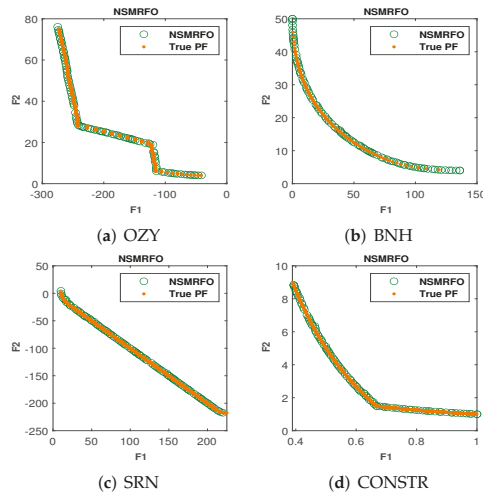 NSMRFO
80
60
40
20
0
F2
-300
-200
-100
0
F1
NSMRFO
True PF
(a) OZY
NSMRFO
50
40
30
20
10
0
F2
0
50
100
150
F1
NSMRFO
True PF
(b) BNH
NSMRFO
50
0
-50
-100
-150
-200
-250
F2
0
50
100
150
200
F1
NSMRFO
True PF
(c) SRN
NSMRFO
10
8
6
4
2
0
F2
0.4
0.6
0.8
1
F1
NSMRFO
True PF
(d) CONSTR